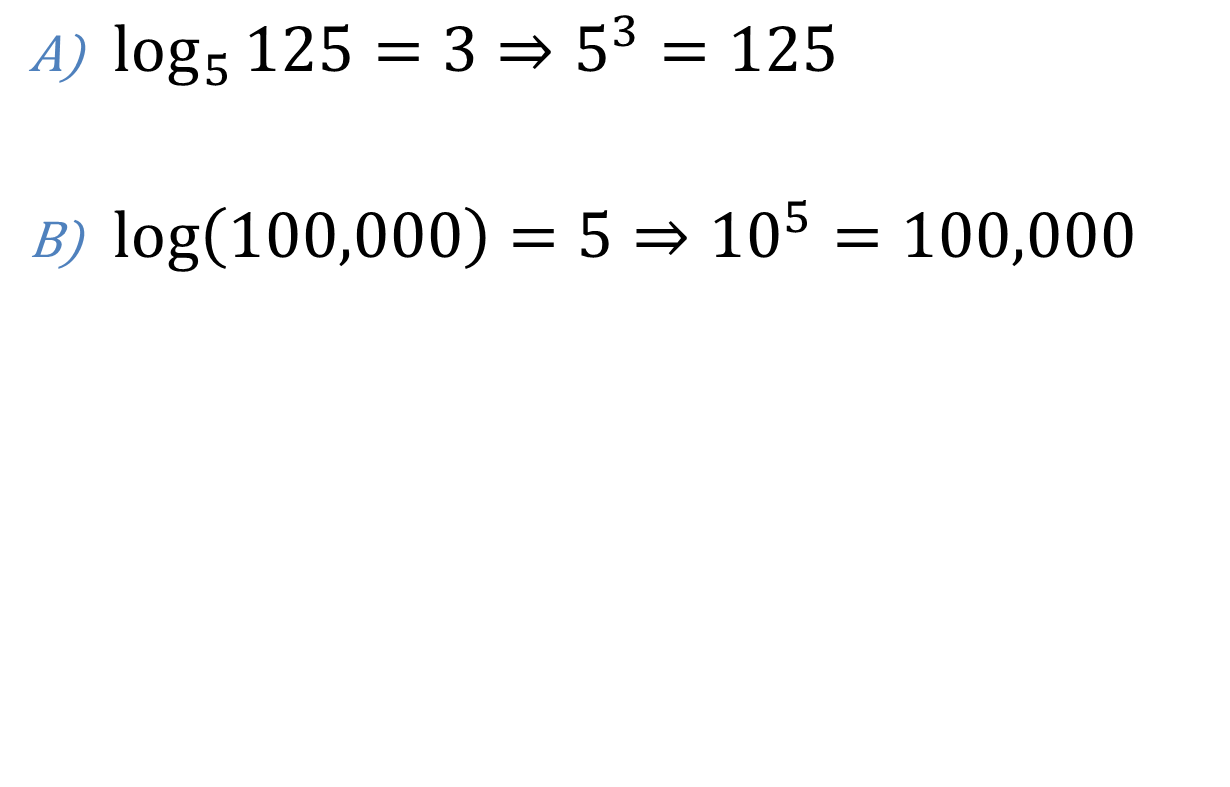 A) log₅ 125 = 3 ⇒ 5³ = 125
B) log(100,000) = 5 ⇒ 10⁵ = 100,000